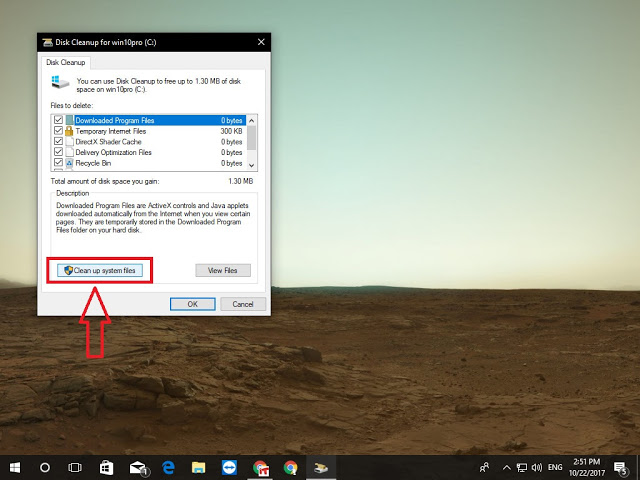 Disk Cleanup for win10pro (C:)
Disk Cleanup
You can use Disk Cleanup to free up to 1.30 MB of disk
space on win10pro (C:).
Files to delete:
Downloaded Program Files 0 bytes
Temporary Internet Files 300 KB
DirectX Shader Cache 0 bytes
Delivery Optimization Files 0 bytes
Recycle Bin 0 bytes
Total amount of disk space you gain: 1.30 MB
Description
Downloaded Program Files are ActiveX controls and Java applets
downloaded automatically from the Internet when you view certain
pages. They are temporarily stored in the Downloaded Program
Files folder on your hard disk.
Clean up system files View Files
OK Cancel
1
ENG
2:51 PM
10/22/2017
5